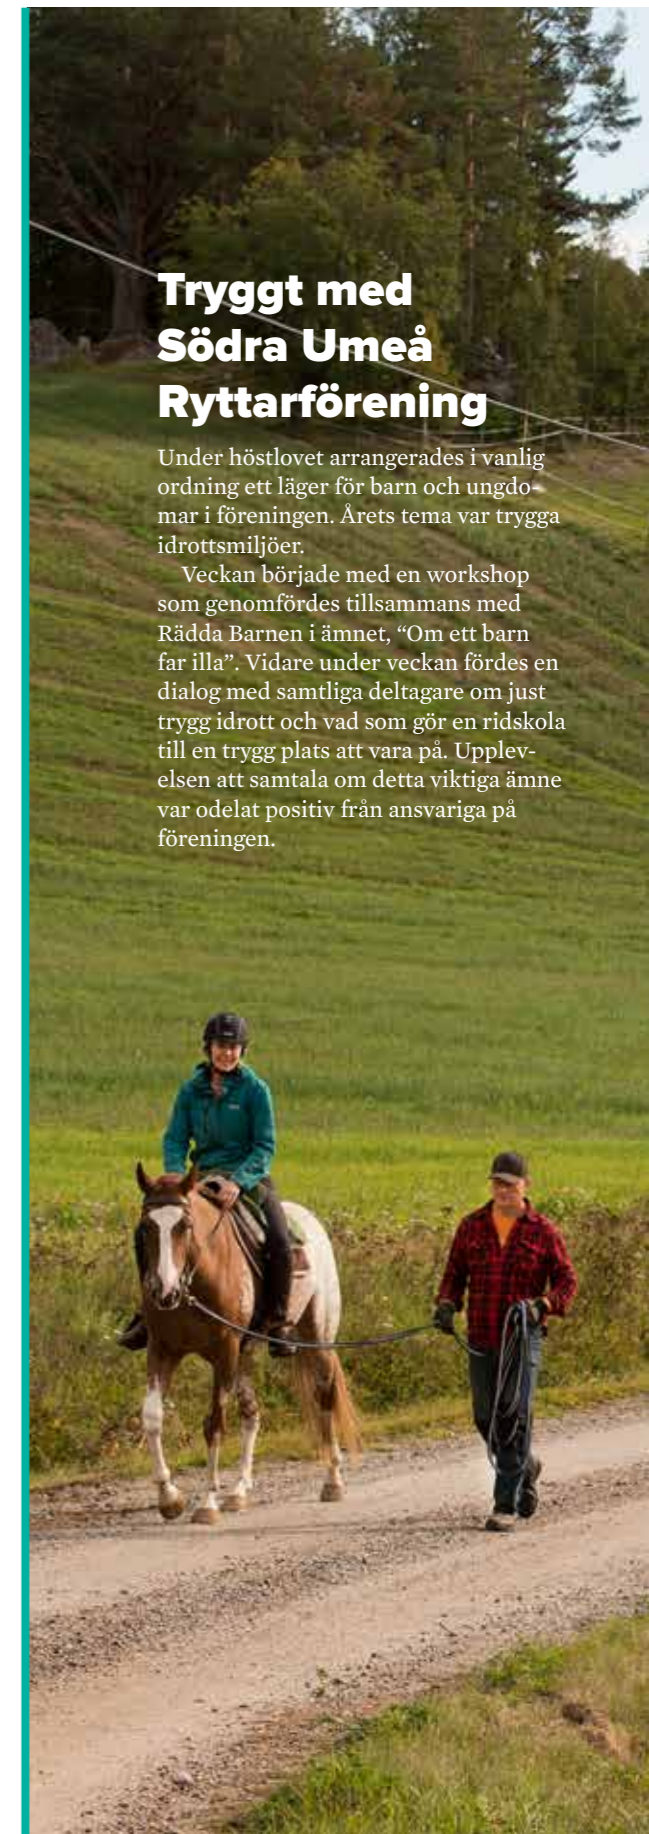 Tryggt med
Södra Umeå
Ryttarförening
Under höstlovet arrangerades i vanlig
ordning ett läger för barn och ungdo-
mar i föreningen. Årets tema var trygga
idrottsmiljöer.
Veckan började med en workshop
som genomfördes tillsammans med
Rädda Barnen i ämnet, “Om ett barn
far illa”. Vidare under veckan fördes en
dialog med samtliga deltagare om just
trygg idrott och vad som gör en ridskola
till en trygg plats att vara på. Upplev-
elsen att samtala om detta viktiga ämne
var odelat positiv från ansvariga på
föreningen.